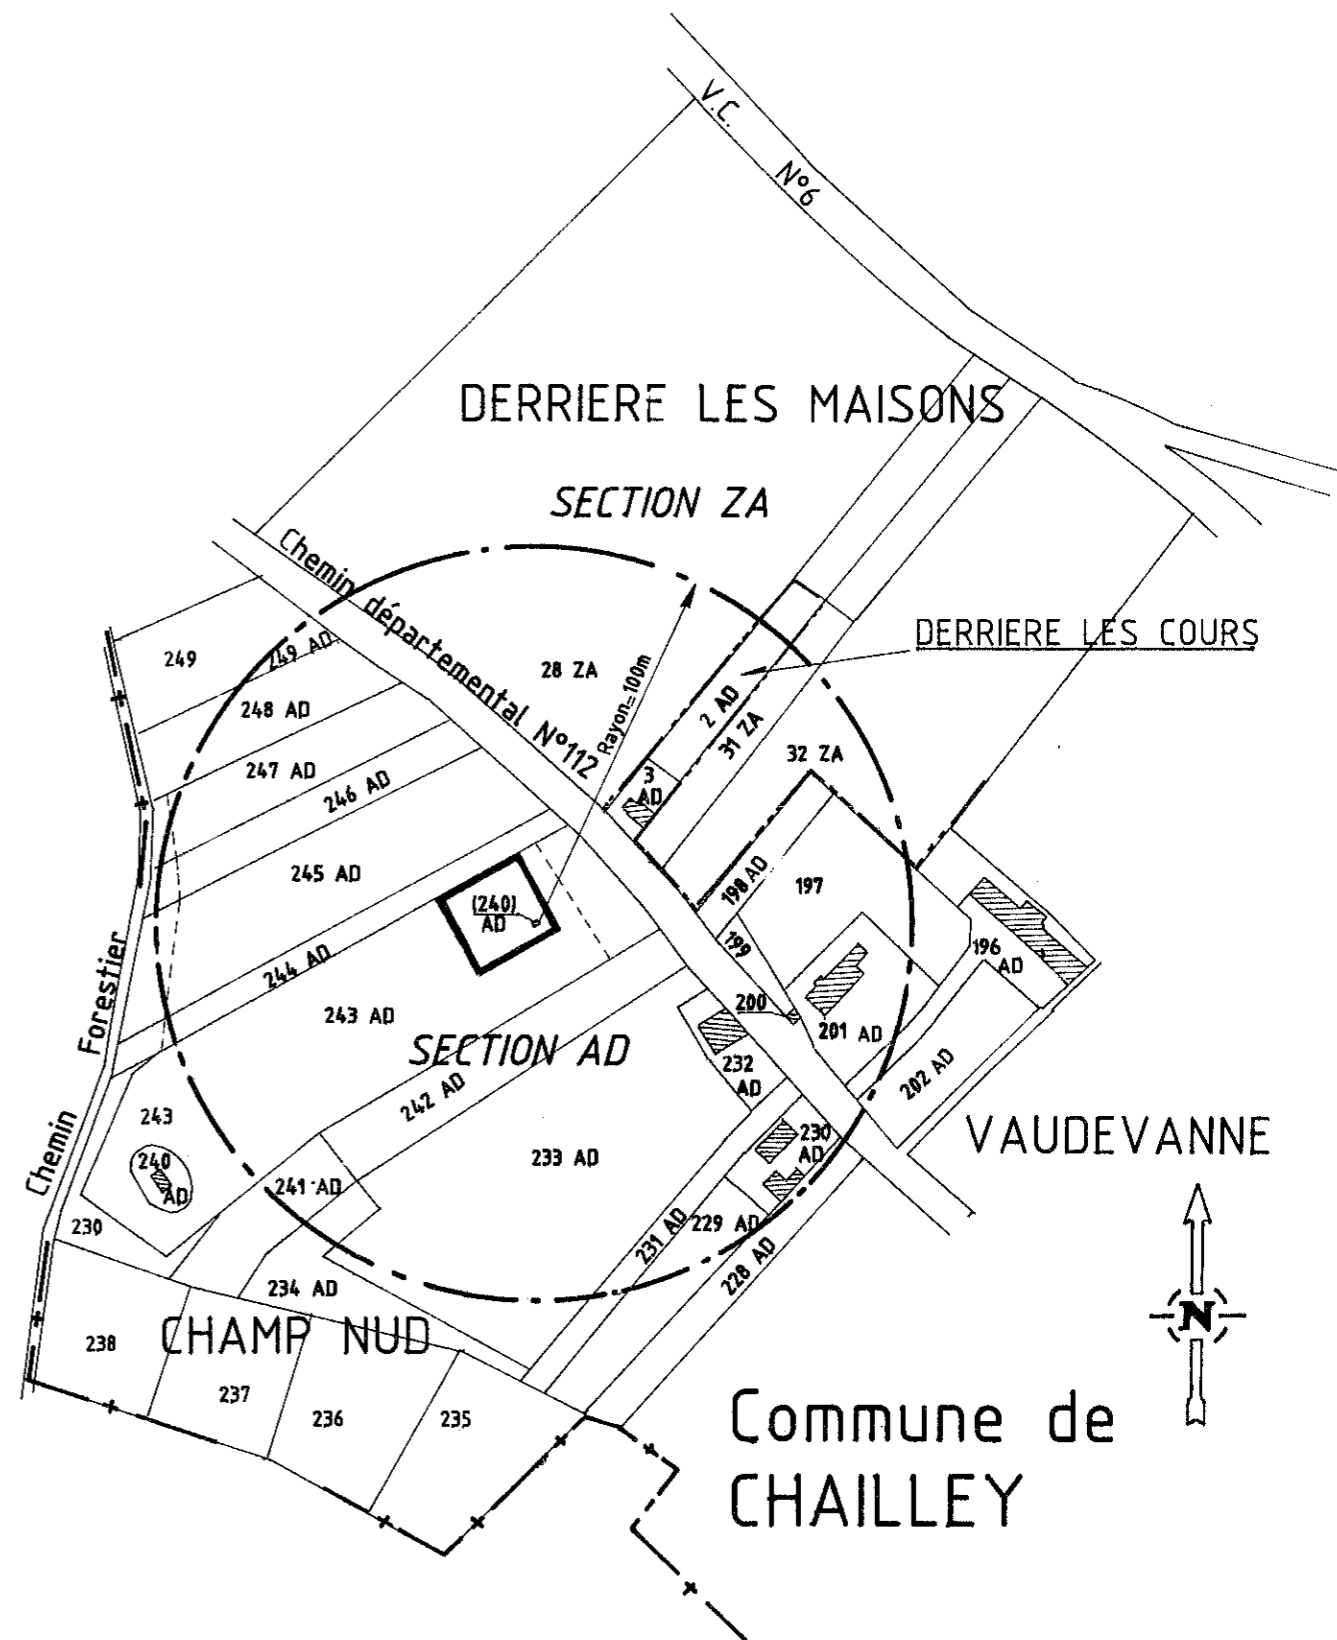 V.C. N°6
DERRIERE LES MAISONS
SECTION ZA
Chemin départemental N°112
DERRIERE LES COURS
249
249 AD
28 ZA
Rayon=100m
248 AD
2 AD
31 ZA
32 ZA
247 AD
246 AD
3
AD
245 AD
198 AD
197
(240)
AD
199
196
AD
244 AD
243 AD
200
201 AD
SECTION AD
232
AD
202 AD
Chemin Forestier
242 AD
243
230
AD
VAUDEVANNE
240
AD
233 AD
241 AD
230
231 AD
229 AD
228 AD
234 AD
N
CHAMP NUD
238
237
236
235
Commune de
CHAILLEY